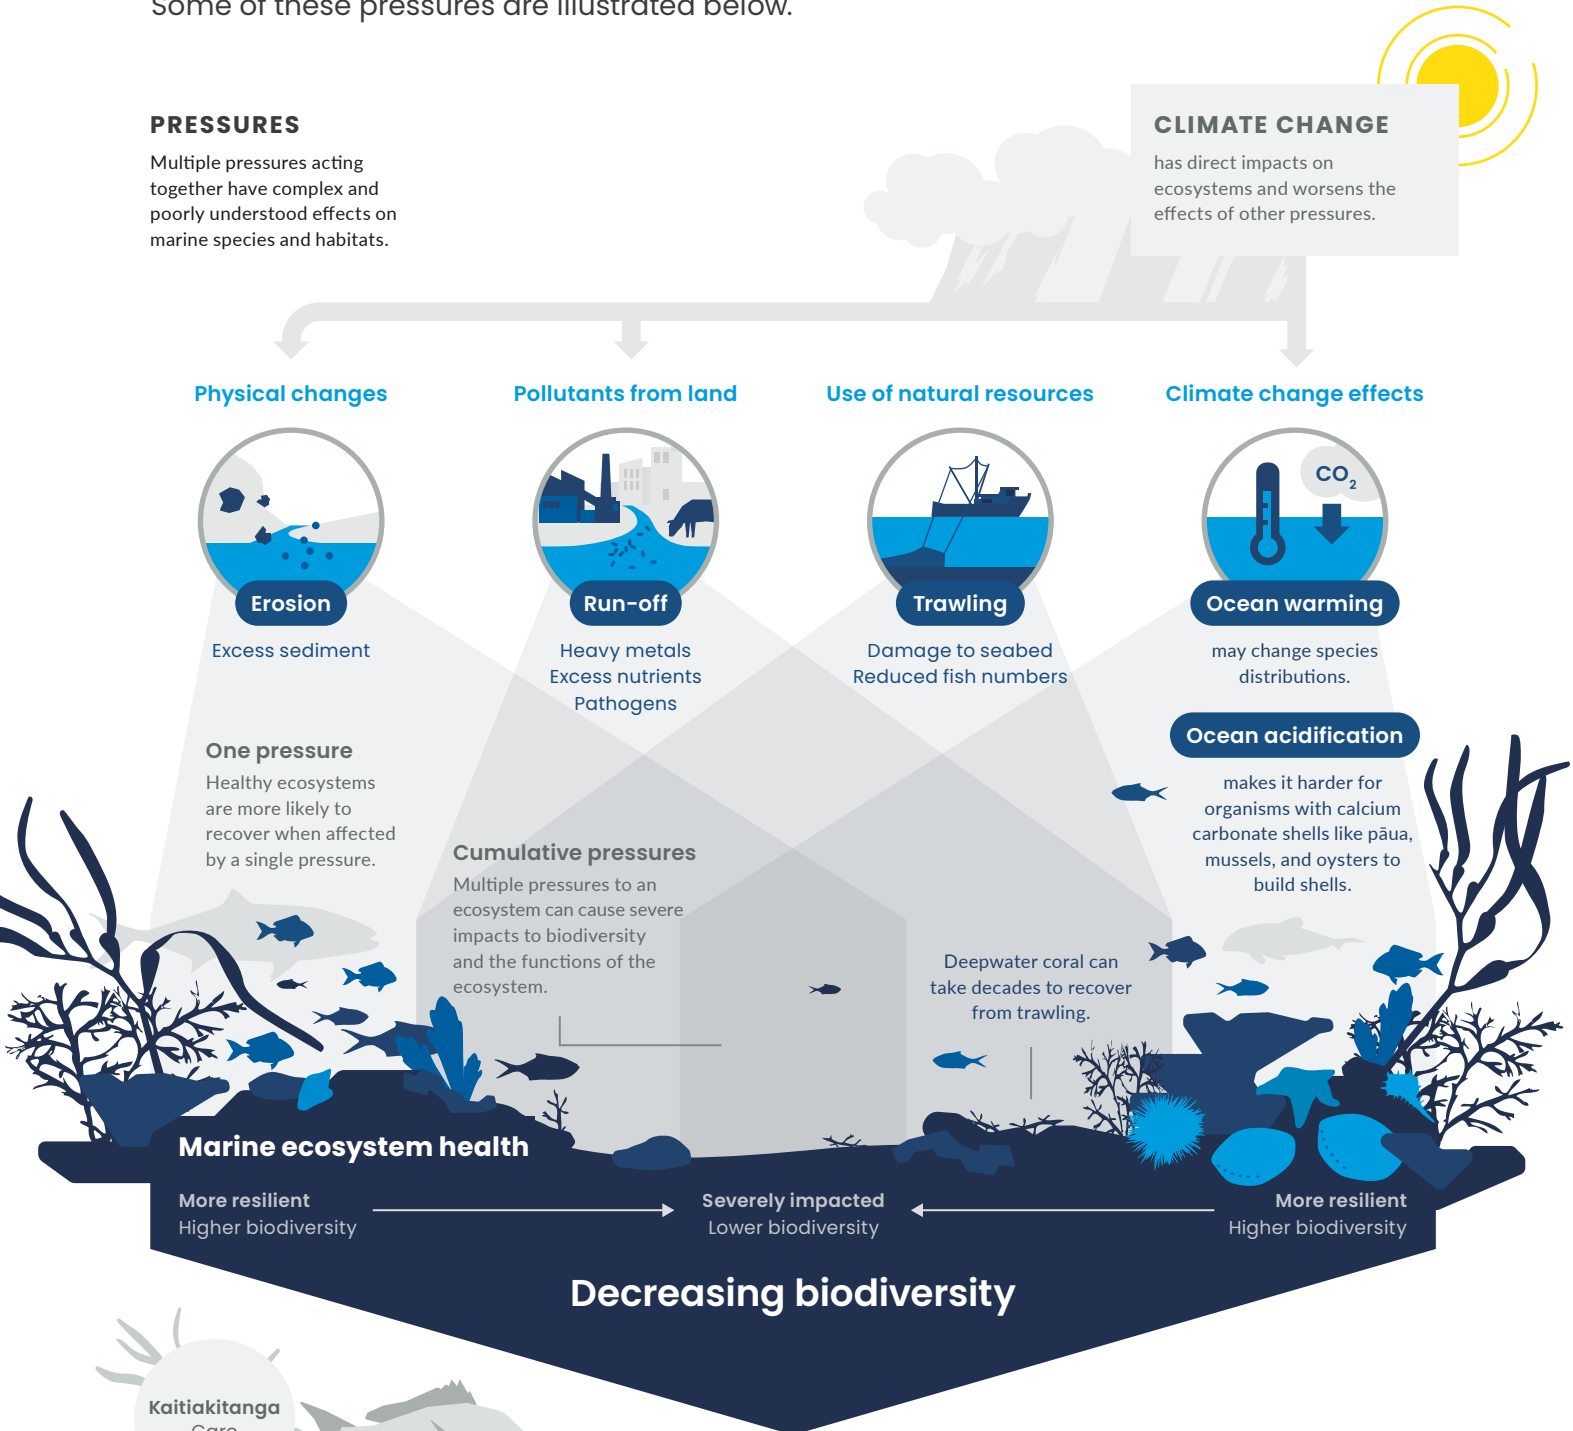 Some of these pressures are illustrated below.
PRESSURES
Multiple pressures acting
together have complex and
poorly understood effects on
marine species and habitats.
CLIMATE CHANGE
has direct impacts on
ecosystems and worsens the
effects of other pressures.
Physical changes
Pollutants from land
Use of natural resources
Climate change effects
CO2
Erosion
Run-off
Trawling
Ocean warming
Excess sediment
Heavy metals
Excess nutrients
Pathogens
Damage to seabed
Reduced fish numbers
may change species
distributions.
Ocean acidification
makes it harder for
organisms with calcium
carbonate shells like pāua,
mussels, and oysters to
build shells.
One pressure
Healthy ecosystems
are more likely to
recover when affected
by a single pressure.
Cumulative pressures
Multiple pressures to an
ecosystem can cause severe
impacts to biodiversity
and the functions of the
ecosystem.
Deepwater coral can
take decades to recover
from trawling.
Marine ecosystem health
More resilient
Higher biodiversity
Severely impacted
Lower biodiversity
More resilient
Higher biodiversity
Decreasing biodiversity
Kaitiakitanga
Care